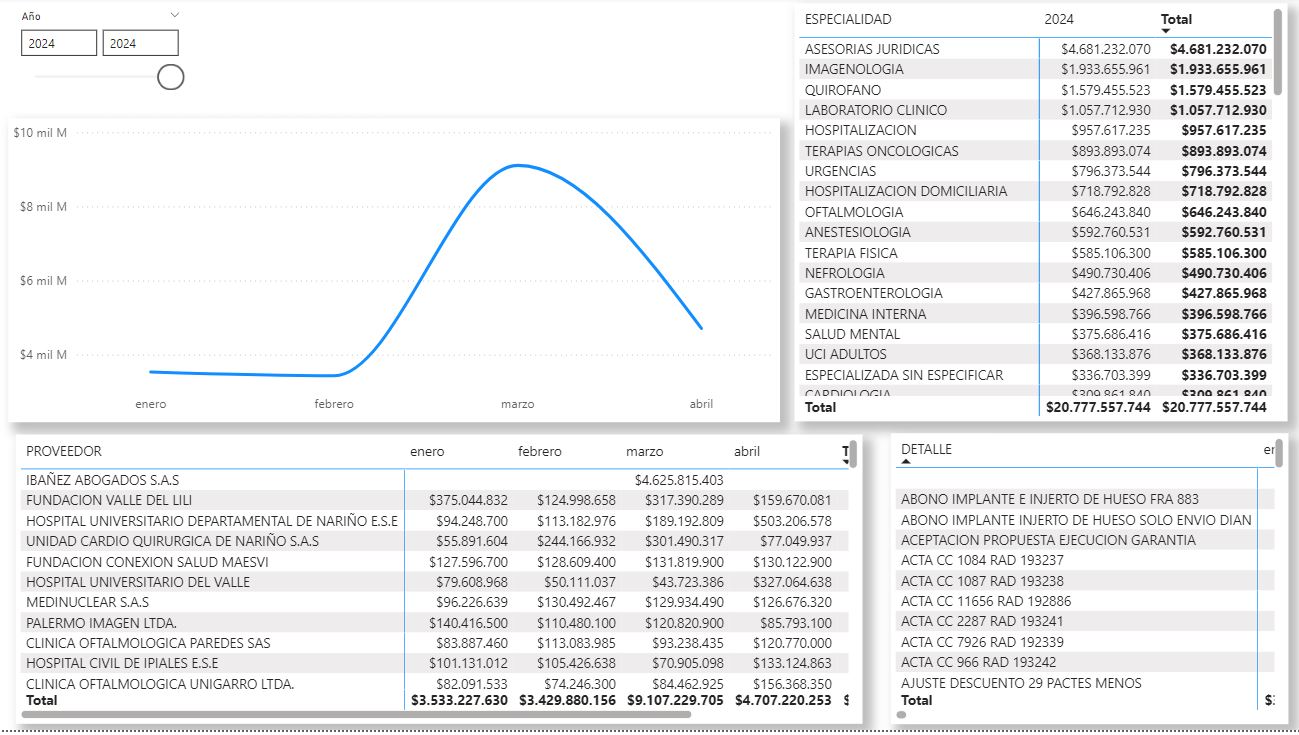 Año
2024 2024
$10 mil M
$8 mil M
$6 mil M
$4 mil M
enero febrero marzo abril
ESPECIALIDAD 2024 Total
ASESORIAS JURIDICAS $4.681.232.070 $4.681.232.070
IMAGENOLOGIA $1.933.655.961 $1.933.655.961
QUIROFANO $1.579.455.523 $1.579.455.523
LABORATORIO CLINICO $1.057.712.930 $1.057.712.930
HOSPITALIZACION $957.617.235 $957.617.235
TERAPIAS ONCOLOGICAS $893.893.074 $893.893.074
URGENCIAS $796.373.544 $796.373.544
HOSPITALIZACION DOMICILIARIA $718.792.828 $718.792.828
OFTALMOLOGIA $646.243.840 $646.243.840
ANESTESIOLOGIA $592.760.531 $592.760.531
TERAPIA FISICA $585.106.300 $585.106.300
NEFROLOGIA $490.730.406 $490.730.406
GASTROENTEROLOGIA $427.865.968 $427.865.968
MEDICINA INTERNA $396.598.766 $396.598.766
SALUD MENTAL $375.686.416 $375.686.416
UCI ADULTOS $368.133.876 $368.133.876
ESPECIALIZADA SIN ESPECIFICAR $336.703.399 $336.703.399
CARDIOLOGIA $309.861.840 $309.861.840
Total $20.777.557.744 $20.777.557.744
PROVEEDOR enero febrero marzo abril T
IBAÑEZ ABOGADOS S.A.S $4.625.815.403
FUNDACION VALLE DEL LILI $375.044.832 $124.998.658 $317.390.289 $159.670.081
HOSPITAL UNIVERSITARIO DEPARTAMENTAL DE NARIÑO E.S.E $94.248.700 $113.182.976 $189.192.809 $503.206.578
UNIDAD CARDIO QUIRURGICA DE NARIÑO S.A.S $55.891.604 $244.166.932 $301.490.317 $77.049.937
FUNDACION CONEXION SALUD MAESVI $127.596.700 $128.609.400 $131.819.900 $130.122.900
HOSPITAL UNIVERSITARIO DEL VALLE $79.608.968 $50.111.037 $43.723.386 $327.064.638
MEDINUCLEAR S.A.S $96.226.639 $130.492.467 $129.934.490 $126.676.320
PALERMO IMAGEN LTDA. $140.416.500 $110.480.100 $120.820.900 $85.793.100
CLINICA OFTALMOLOGICA PAREDES SAS $83.887.460 $113.083.985 $93.238.435 $120.770.000
HOSPITAL CIVIL DE IPIALES E.S.E $101.131.012 $105.426.638 $70.905.098 $133.124.863
CLINICA OFTALMOLOGICA UNIGARRO LTDA. $82.091.533 $74.246.300 $84.462.925 $156.368.350
Total $3.533.227.630 $3.429.880.156 $9.107.229.705 $4.707.220.253 $
DETALLE er
ABONO IMPLANTE E INJERTO DE HUESO FRA 883
ABONO IMPLANTE INJERTO DE HUESO SOLO ENVIO DIAN
ACEPTACION PROPUESTA EJECUCION GARANTIA
ACTA CC 1084 RAD 193237
ACTA CC 1087 RAD 193238
ACTA CC 11656 RAD 192886
ACTA CC 2287 RAD 193241
ACTA CC 7926 RAD 192339
ACTA CC 966 RAD 193242
AJUSTE DESCUENTO 29 PACTES MENOS
Total